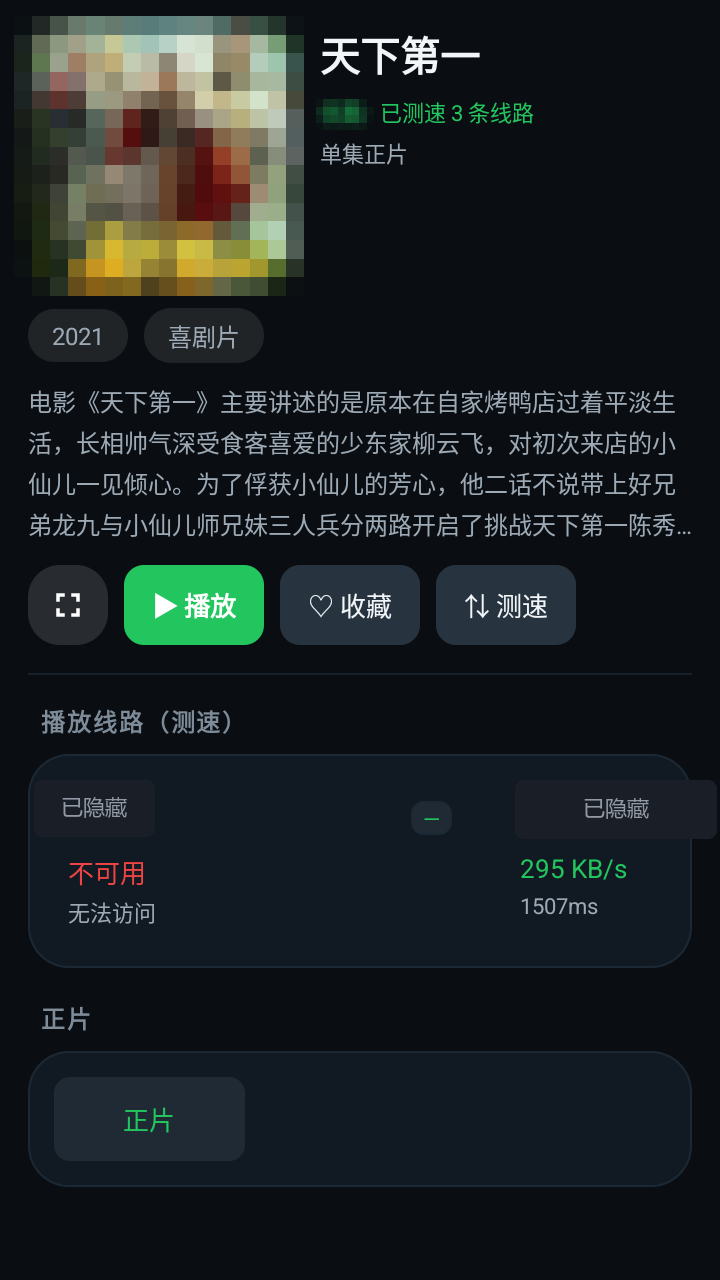 天下第一
已测速 3 条线路
单集正片
2021
喜剧片
电影《天下第一》主要讲述的是原本在自家烤鸭店过着平淡生
活，长相帅气深受食客喜爱的少东家柳云飞，对初次来店的小
仙儿一见倾心。为了俘获小仙儿的芳心，他二话不说带上好兄
弟龙九与小仙儿师兄妹三人兵分两路开启了挑战天下第一陈秀...
▶ 播放
♡ 收藏
⇅ 测速
播放线路（测速）
已隐藏
—
已隐藏
不可用
295 KB/s
无法访问
1507ms
正片
正片